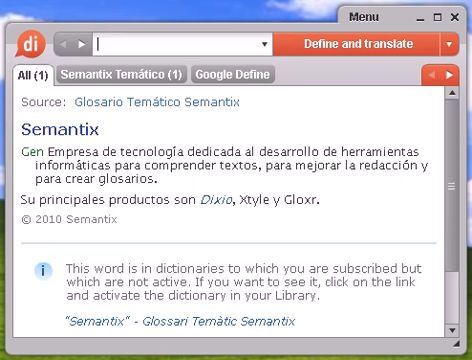 Menu
di
Define and translate
All (1)
Semantix Temático (1)
Google Define
Source: Glosario Temático Semantix
Semantix
Gen Empresa de tecnología dedicada al desarrollo de herramientas
informáticas para comprender textos, para mejorar la redacción y
para crear glosarios.
Su principales productos son Dixio, Xtyle y Gloxr.
© 2010 Semantix
i
This word is in dictionaries to which you are subscribed but
which are not active. If you want to see it, click on the link
and activate the dictionary in your Library.
"Semantix" - Glossari Temàtic Semantix